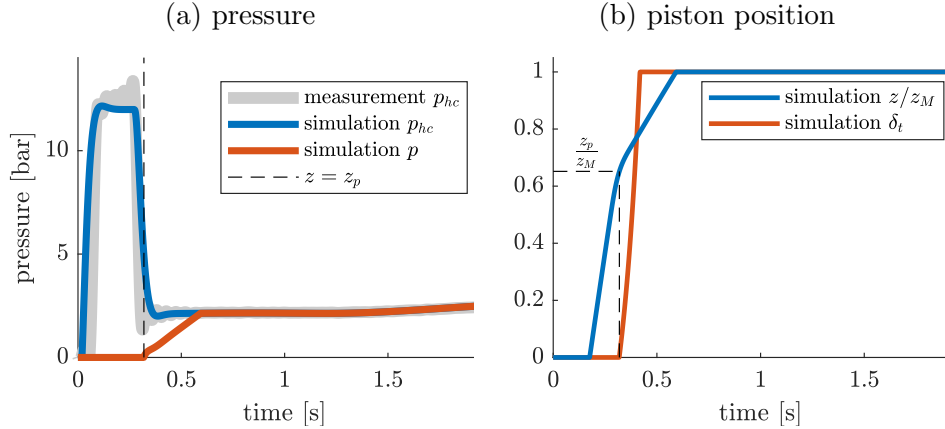 (a) pressure
pressure [bar]
10
5
0
measurement p_hc
simulation p_hc
simulation p
z = z_p
0
0.5
1
1.5
time [s]
(b) piston position
1
0.8
0.6
0.4
0.2
0
z_p
z_M
simulation z/z_M
simulation δ_t
0
0.5
1
1.5
time [s]